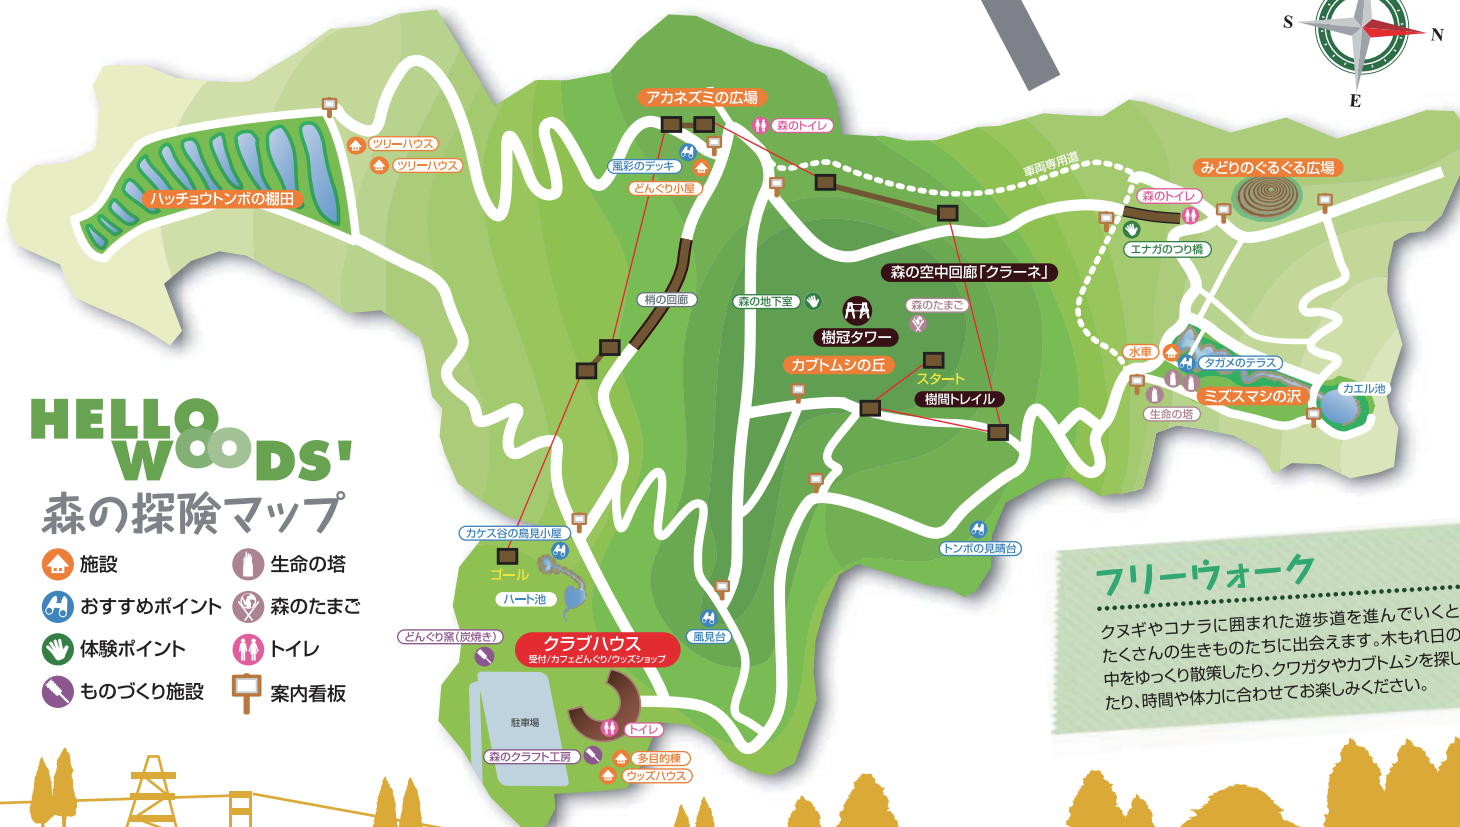 S
N
E
アカネズミの広場
森のトイレ
風彩のデッキ
どんぐり小屋
ツリーハウス
ツリーハウス
ハッチョウトンボの棚田
車両専用道
みどりのぐるぐる広場
森のトイレ
エナガのつり橋
森の空中回廊「クラーネ」
梢の回廊
森の地下室
森のたまご
樹冠タワー
カブトムシの丘
スタート
樹間トレイル
水車
タガメのテラス
ミズスマシの沢
カエル池
生命の塔
HELLO
WOODS'
森の探険マップ
施設
生命の塔
おすすめポイント
森のたまご
体験ポイント
トイレ
ものづくり施設
案内看板
カケス谷の鳥見小屋
ゴール
ハート池
トンボの見晴台
風見台
どんぐり窯(炭焼き)
クラブハウス
受付/カフェどんぐり/ウッズショップ
駐車場
トイレ
森のクラフト工房
多目的棟
ウッズハウス
フリーウォーク
クヌギやコナラに囲まれた遊歩道を進んでいくと
たくさんの生きものたちに出会えます。木もれ日の
中をゆっくり散策したり、クワガタやカブトムシを探し
たり、時間や体力に合わせてお楽しみください。